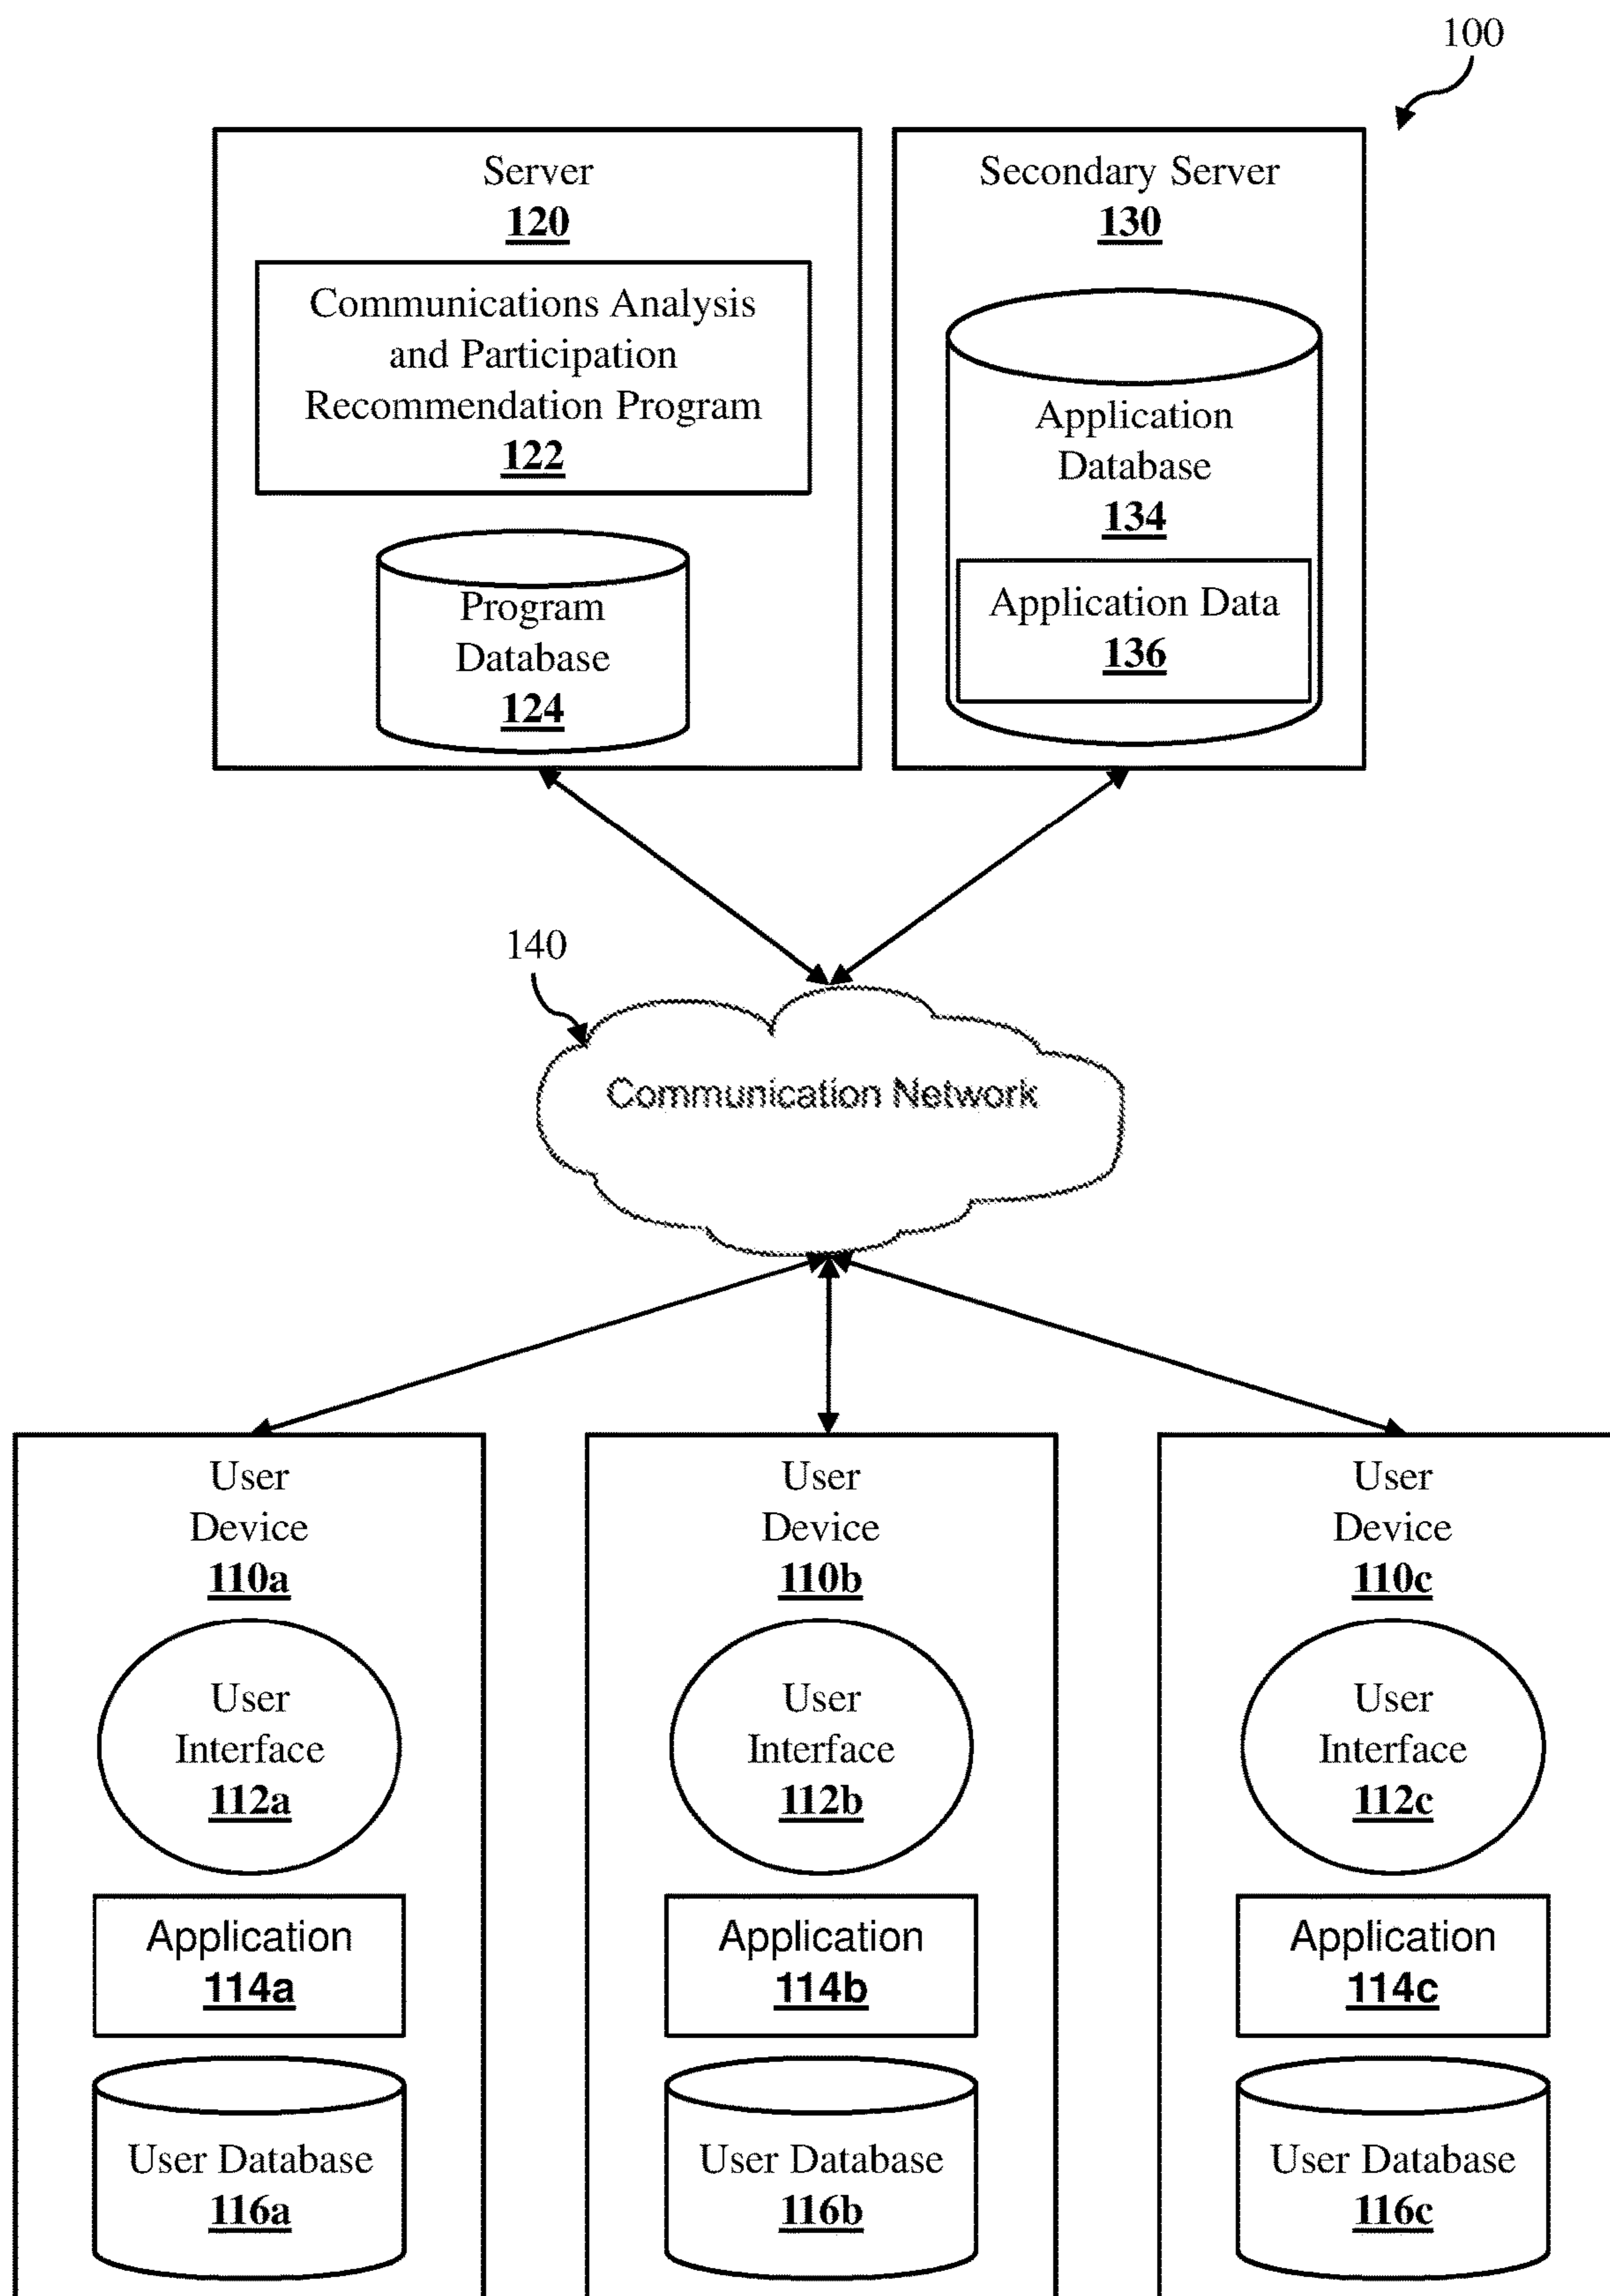 100
Server
120
Communications Analysis
and Participation
Recommendation Program
122
Program
Database
124
Secondary Server
130
Application
Database
134
Application Data
136
140
Communication Network
User
Device
110a
User
Interface
112a
Application
114a
User Database
116a
User
Device
110b
User
Interface
112b
Application
114b
User Database
116b
User
Device
110c
User
Interface
112c
Application
114c
User Database
116c